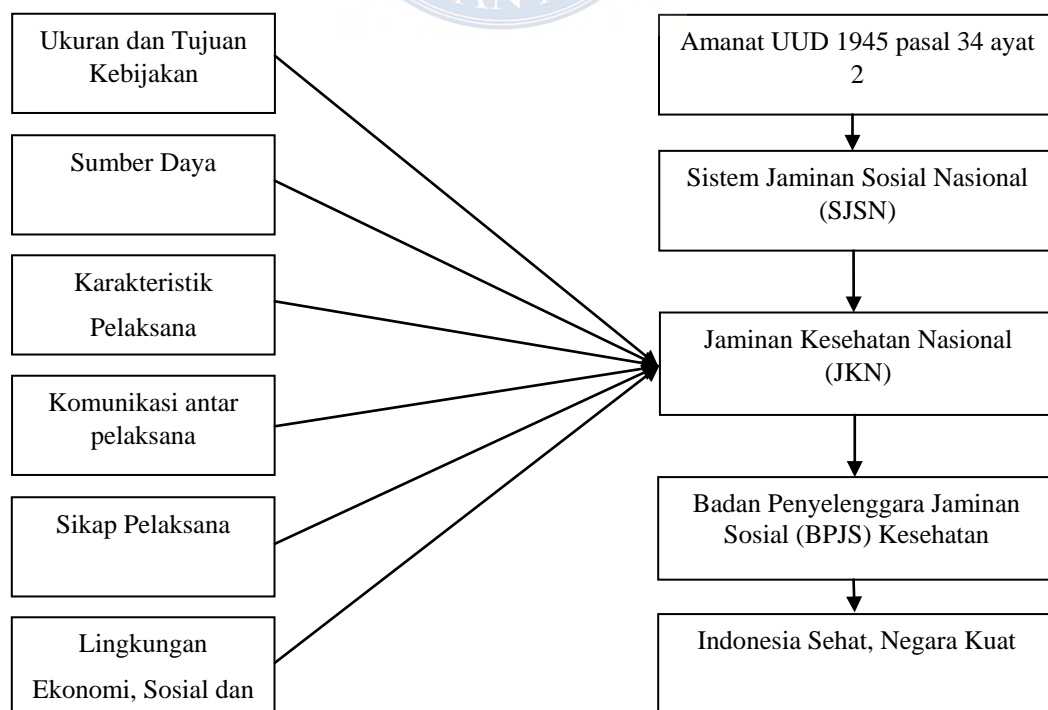 Ukuran dan Tujuan
Kebijakan
Sumber Daya
Karakteristik
Pelaksana
Komunikasi antar
pelaksana
Sikap Pelaksana
Lingkungan
Ekonomi, Sosial dan
Amanat UUD 1945 pasal 34 ayat
2
Sistem Jaminan Sosial Nasional
(SJSN)
Jaminan Kesehatan Nasional
(JKN)
Badan Penyelenggara Jaminan
Sosial (BPJS) Kesehatan
Indonesia Sehat, Negara Kuat